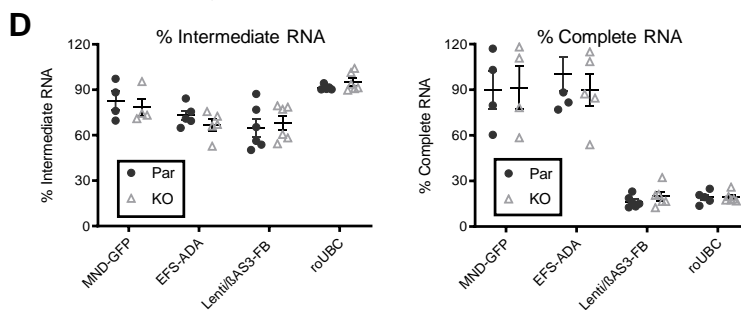 D
% Intermediate RNA
% Intermediate RNA
120
90
60
30
0
Par
KO
MND-GFP
EFS-ADA
Lenti/βAS3-FB
roUBC
% Complete RNA
% Complete RNA
120
90
60
30
0
Par
KO
MND-GFP
EFS-ADA
Lenti/βAS3-FB
roUBC